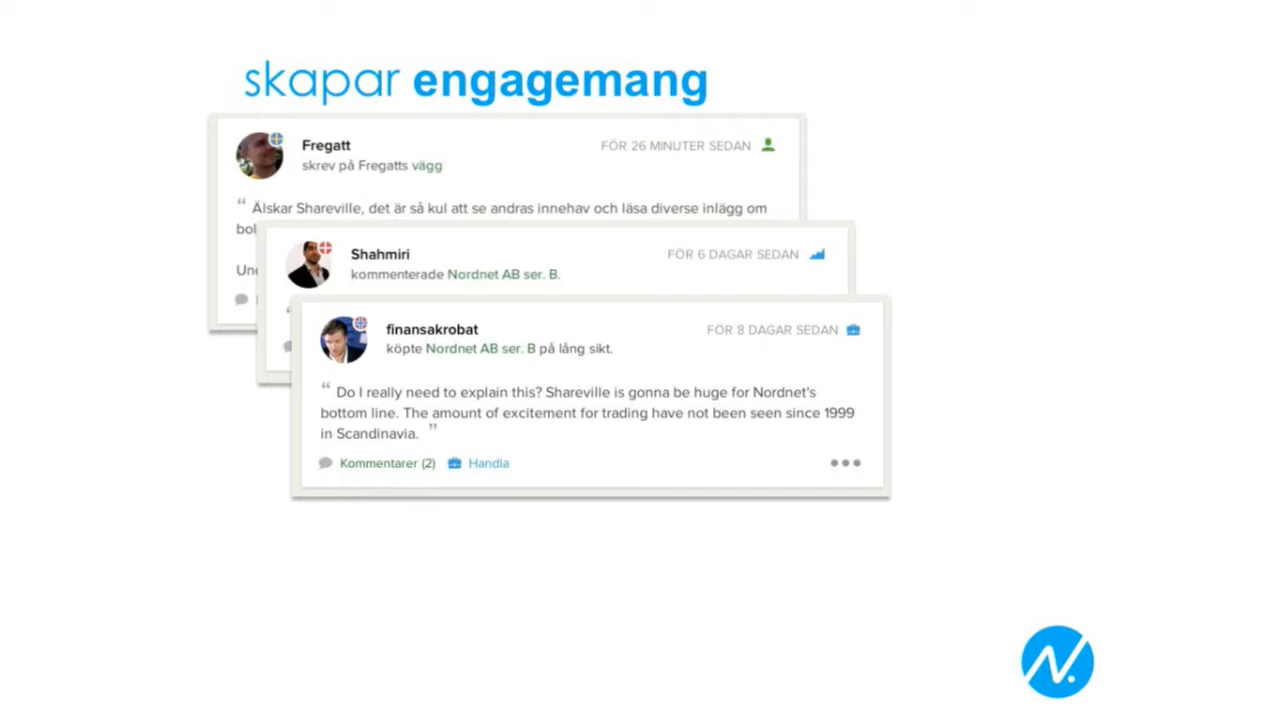 skapar engagemang
Fregatt
FÖR 26 MINUTER SEDAN
skrev på Fregatts vägg
“ Älskar Shareville, det är så kul att se andras innehav och läsa diverse inlägg om
Shahmiri
FÖR 6 DAGAR SEDAN
kommenterade Nordnet AB ser. B.
finansakrobat
FÖR 8 DAGAR SEDAN
köpte Nordnet AB ser. B på lång sikt.
“ Do I really need to explain this? Shareville is gonna be huge for Nordnet's
bottom line. The amount of excitement for trading have not been seen since 1999
in Scandinavia. ”
Kommentarer (2) Handla
N.